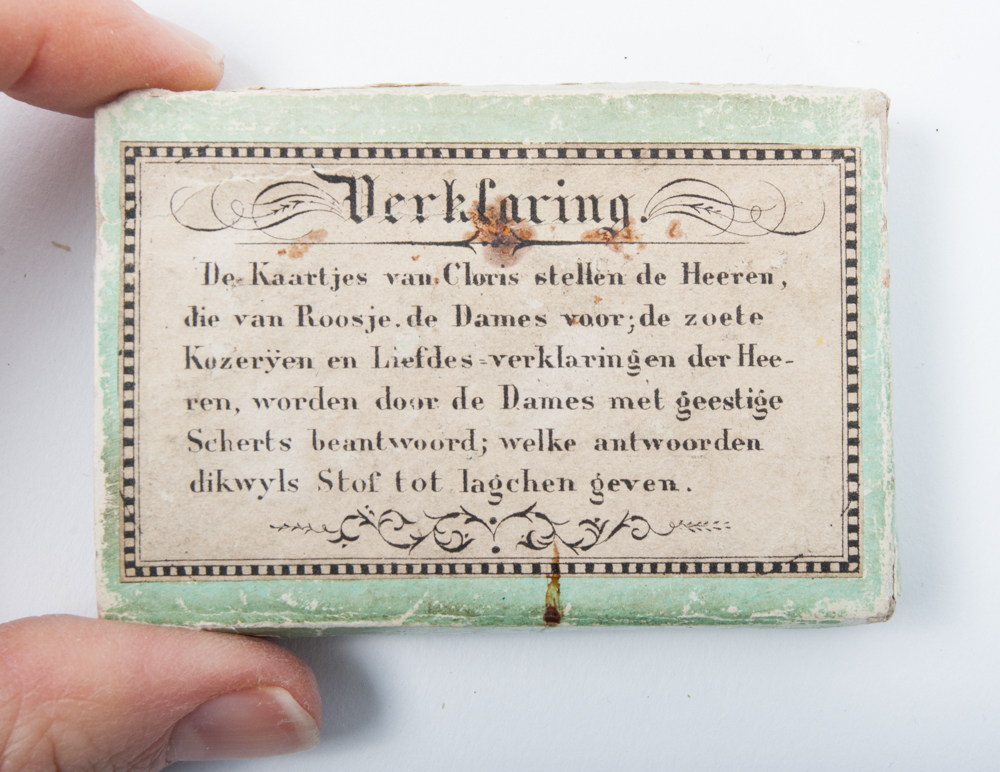 Verklaring.
De Kaartjes van Cloris stellen de Heeren,
die van Roosje. de Dames voor; de zoete
Kozerÿen en Liefdes-verklaringen der Hee-
ren, worden door de Dames met geestige
Scherts beantwoord; welke antwoorden
dikwyls Stof tot lagchen geven.